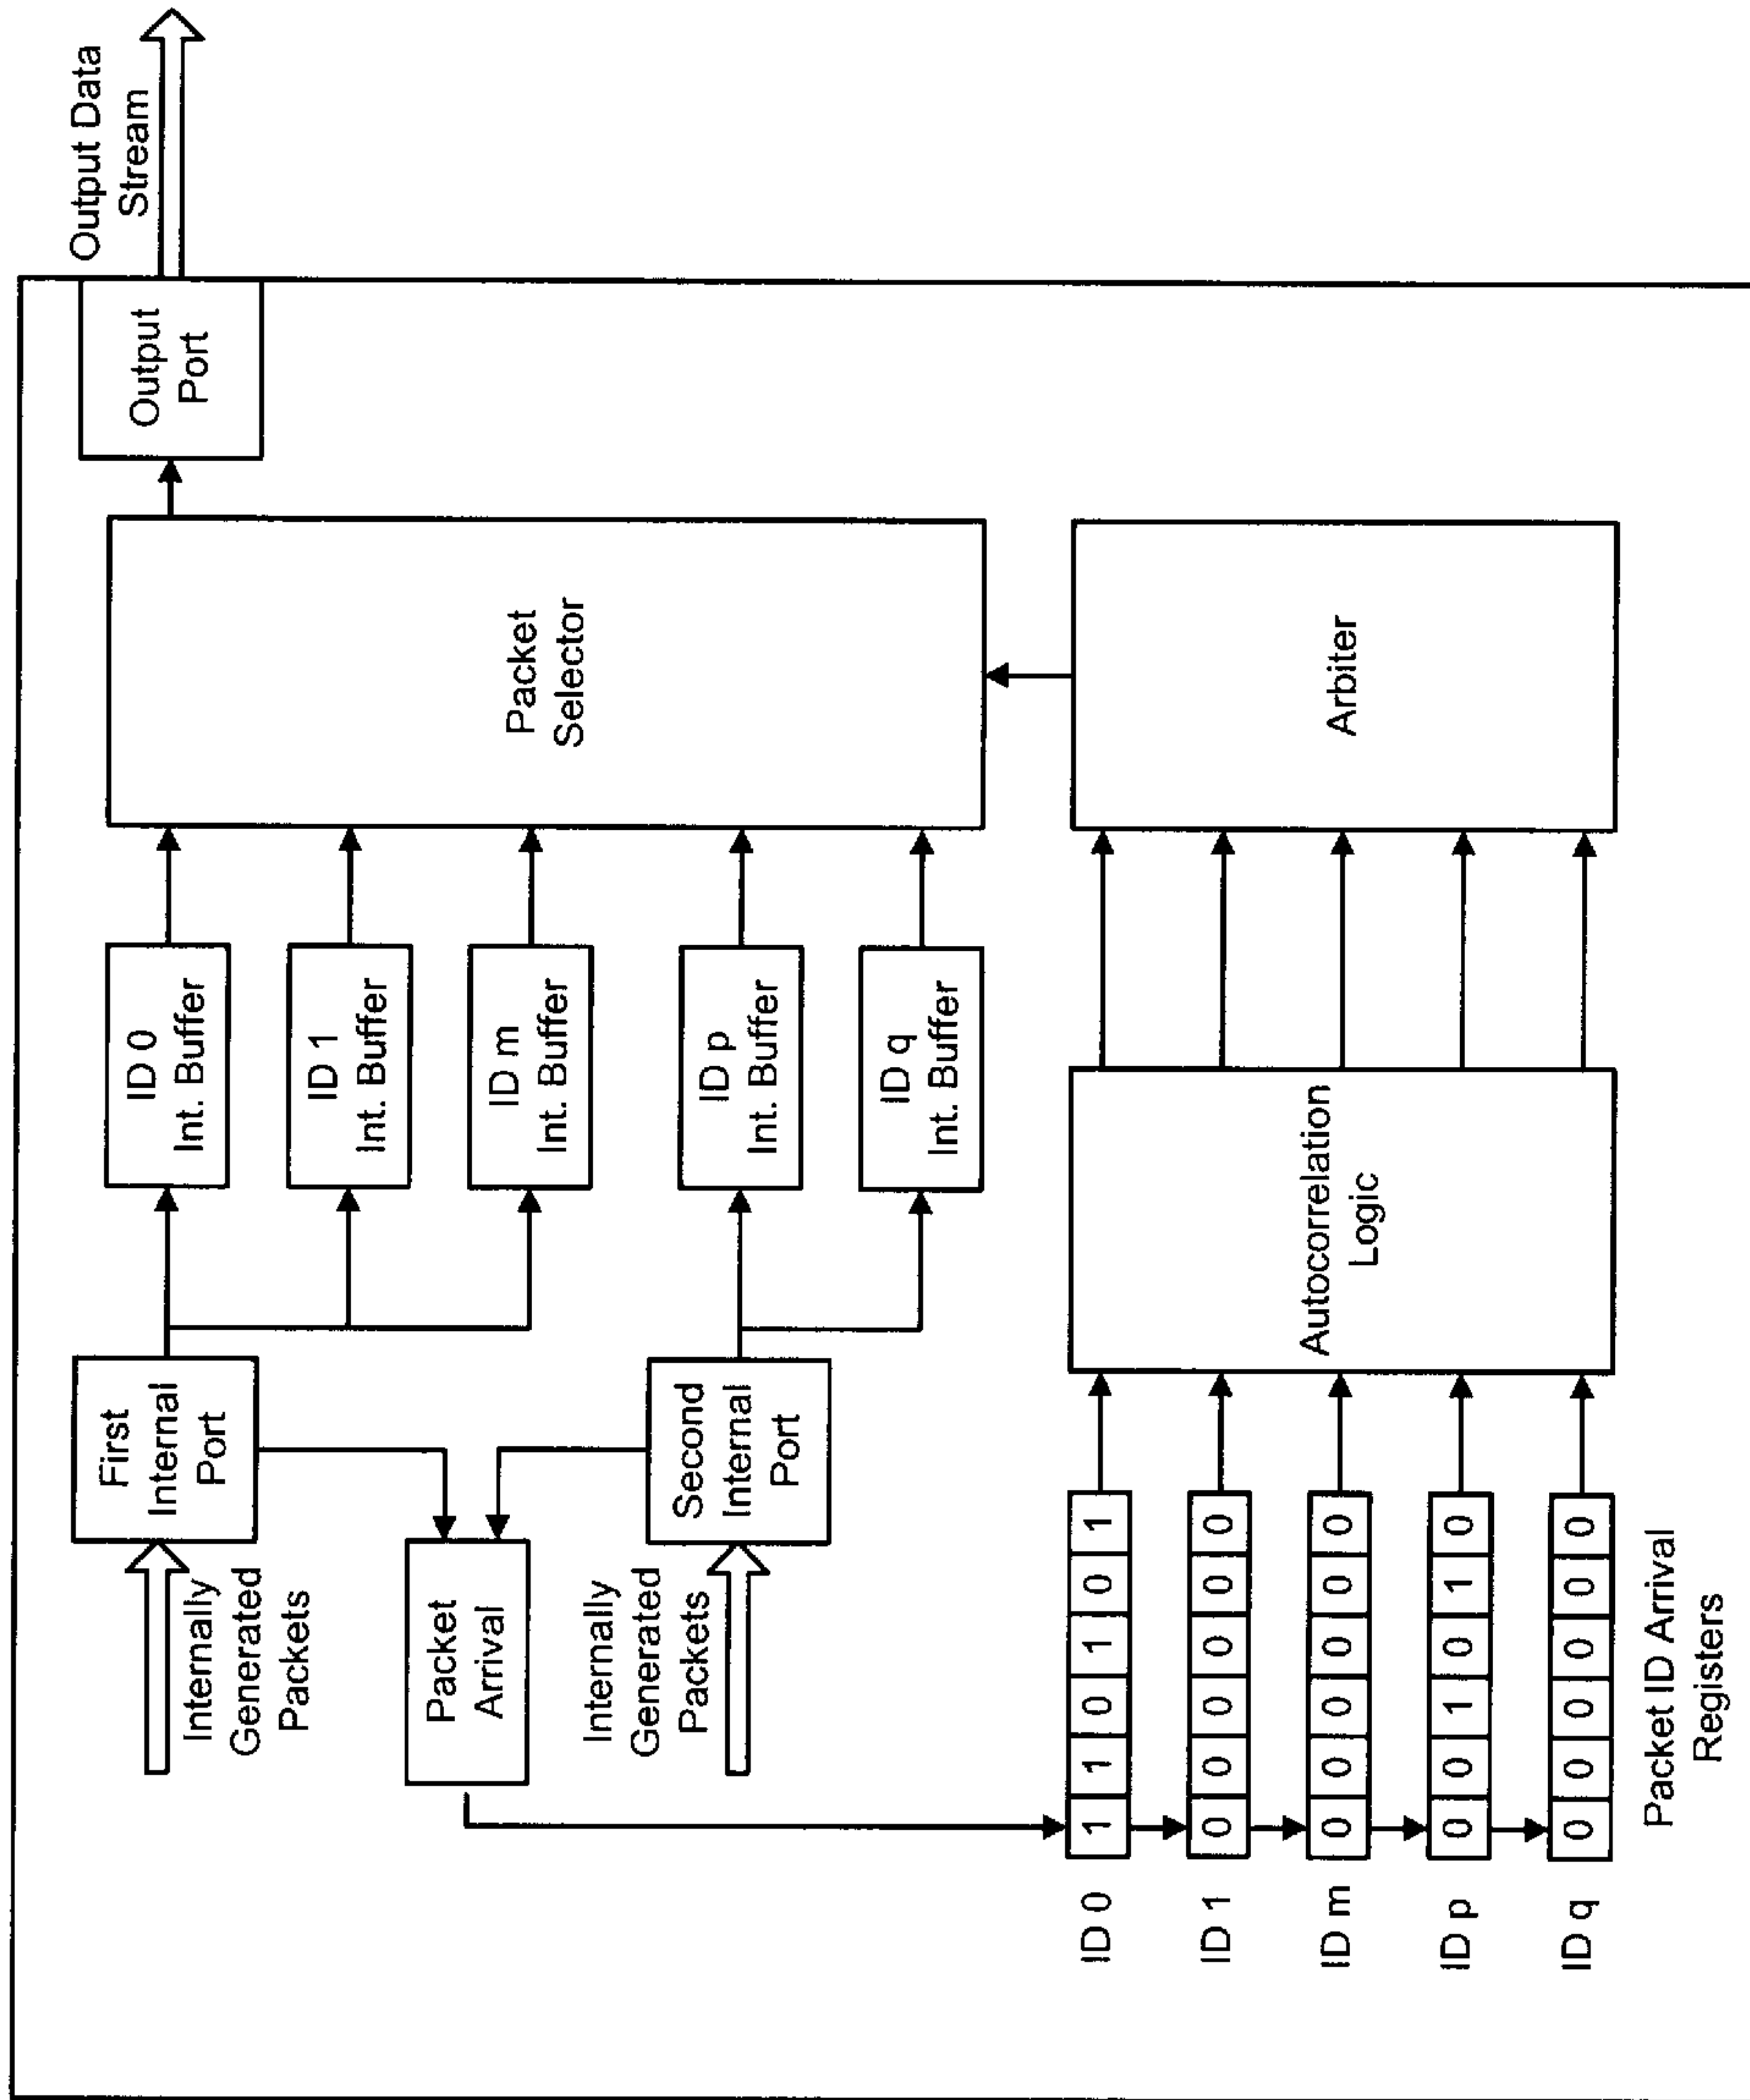 Internally
Generated
Packets
First
Internal
Port
ID 0
Int. Buffer
ID 1
Int. Buffer
ID m
Int. Buffer
Packet
Arrival
Internally
Generated
Packets
Second
Internal
Port
ID p
Int. Buffer
ID q
Int. Buffer
Packet
Selector
Output
Port
Output Data
Stream
ID 0
1 1 0 1 0 1
ID 1
0 0 0 0 0 0
ID m
0 0 0 0 0 0
ID p
0 0 1 0 1 0
ID q
0 0 0 0 0 0
Packet ID Arrival
Registers
Autocorrelation
Logic
Arbiter